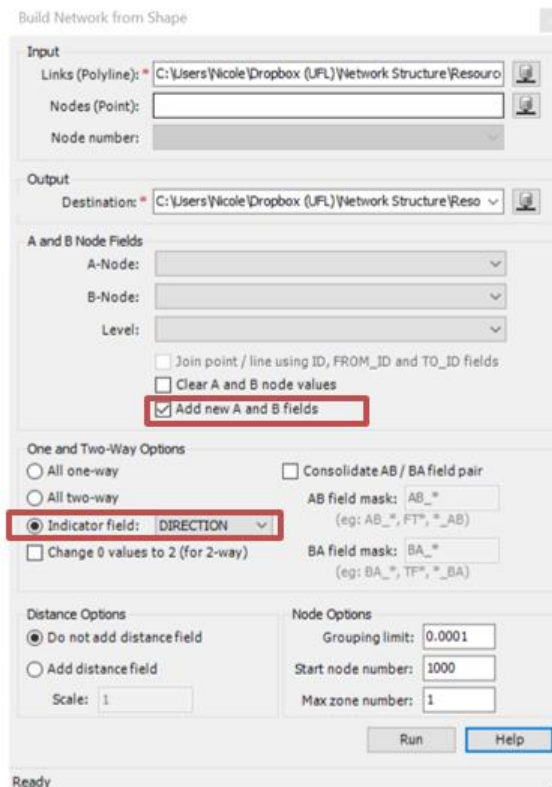 Build Network from Shape
Input
Links (Polyline): * C:\Users\Nicole\Dropbox (UFL)\Network Structure\Resourc
Nodes (Point):
Node number:
Output
Destination: * C:\Users\Nicole\Dropbox (UFL)\Network Structure\Reso
A and B Node Fields
A-Node:
B-Node:
Level:
Join point / line using ID, FROM_ID and TO_ID fields
Clear A and B node values
Add new A and B fields
One and Two-Way Options
All one-way
Consolidate AB / BA field pair
All two-way
AB field mask: AB_*
(eg: AB_*, FT*, *_AB)
Indicator field: DIRECTION
Change 0 values to 2 (for 2-way)
BA field mask: BA_*
(eg: BA_*, TF*, *_BA)
Distance Options
Do not add distance field
Add distance field
Scale: 1
Node Options
Grouping limit: 0.0001
Start node number: 1000
Max zone number: 1
Run
Help
Ready